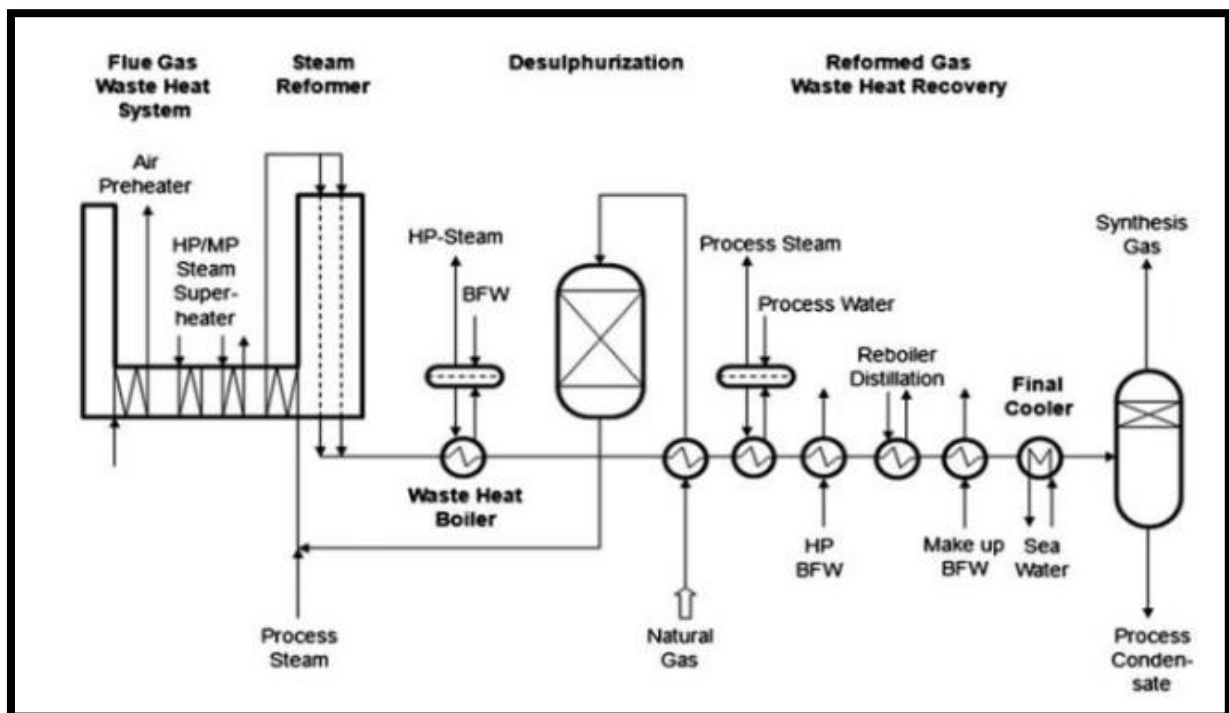 Flue Gas
Waste Heat
System
Steam
Reformer
Desulphurization
Reformed Gas
Waste Heat Recovery
Air
Preheater
HP/MP
Steam
Super-
heater
HP-Steam
BFW
Process Steam
Process Water
Reboiler
Distillation
Final
Cooler
Synthesis
Gas
Waste Heat
Boiler
HP
BFW
Make up
BFW
Sea
Water
Process
Steam
Natural
Gas
Process
Conden-
sate